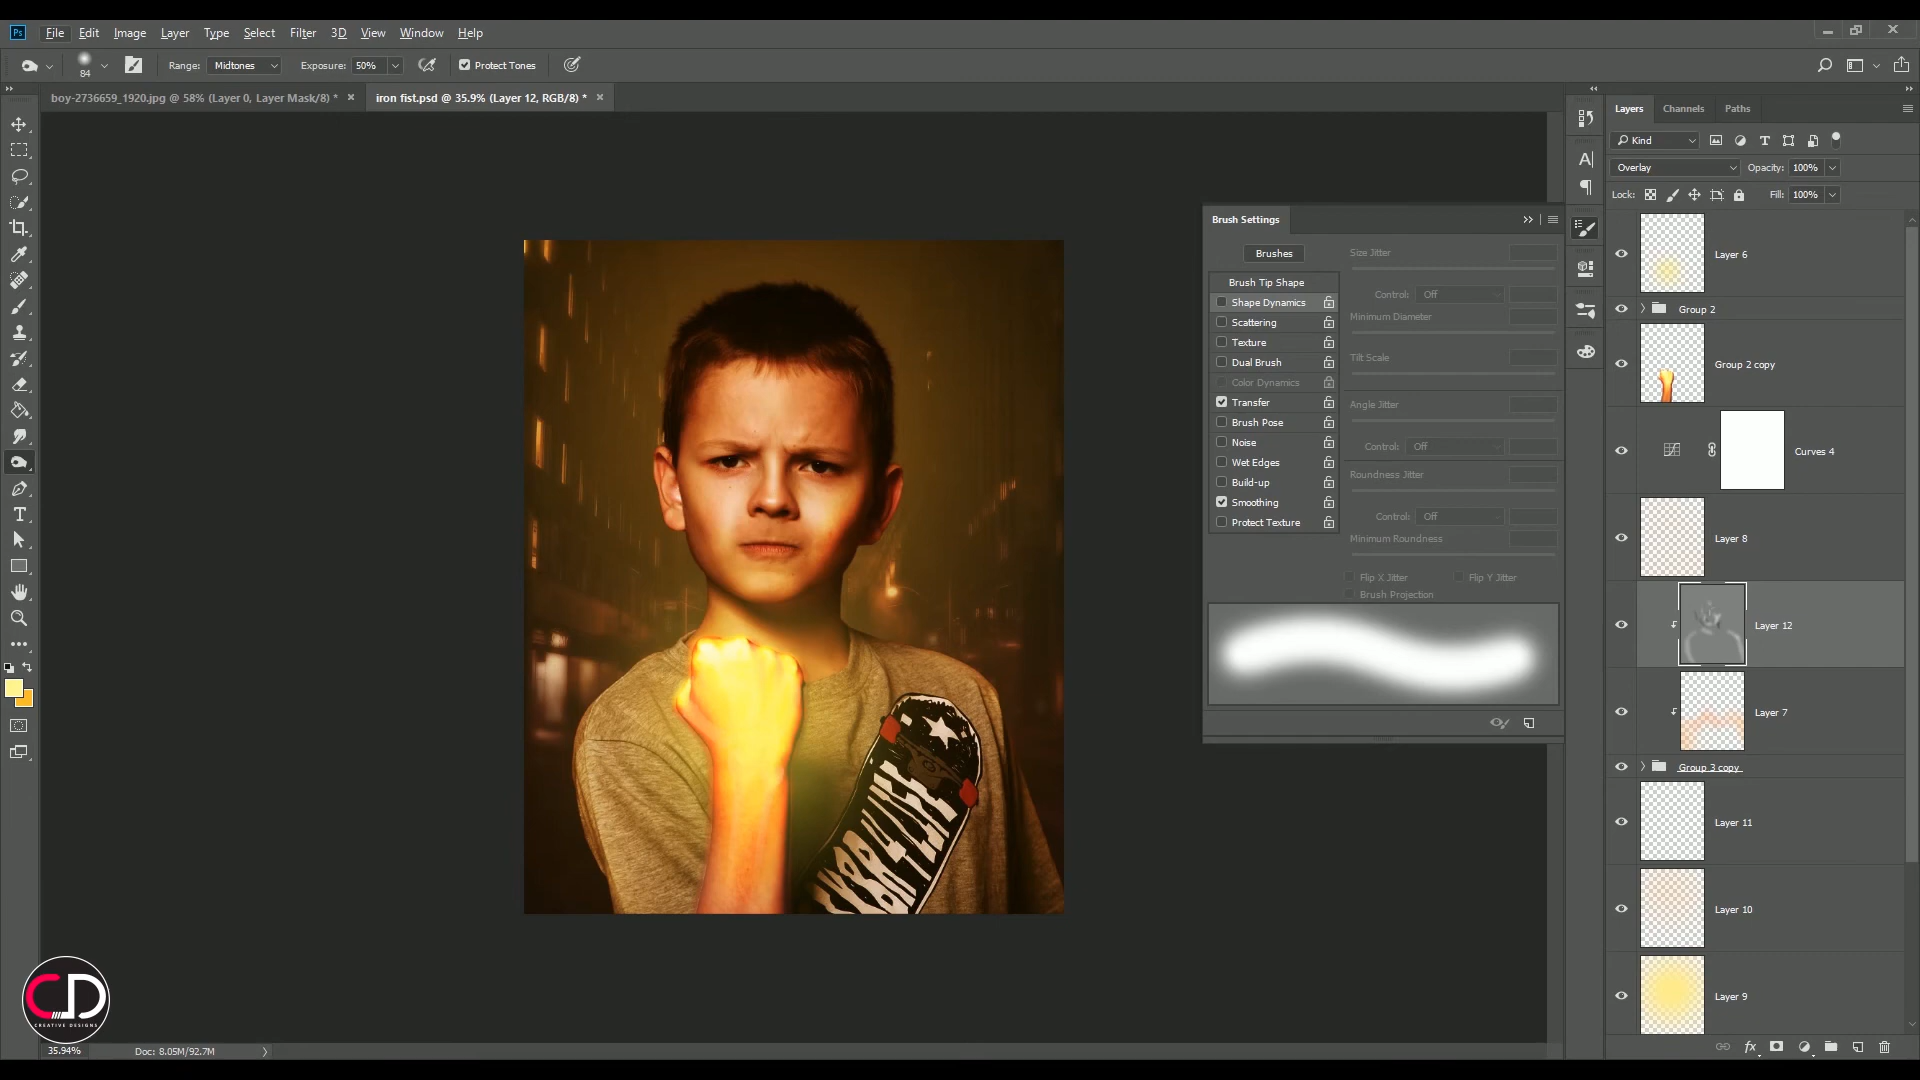 Ps File Edit Image Layer Type Select Filter 3D View Window Help
84 Range: Midtones Exposure: 50% Protect Tones
boy-2736659_1920.jpg @ 58% (Layer 0, Layer Mask/8) * × iron fist.psd @ 35.9% (Layer 12, RGB/8) * ×
Layers Channels Paths
Kind
Overlay Opacity: 100%
Lock: Fill: 100%
Layer 6
Group 2
Group 2 copy
Curves 4
Layer 8
Layer 12
Layer 7
Group 3 copy
Layer 11
Layer 10
Layer 9
Brush Settings
Brushes
Brush Tip Shape
Shape Dynamics
Scattering
Texture
Dual Brush
Color Dynamics
Transfer
Brush Pose
Noise
Wet Edges
Build-up
Smoothing
Protect Texture
Size Jitter
Control: Off
Minimum Diameter
Tilt Scale
Angle Jitter
Control: Off
Roundness Jitter
Control: Off
Minimum Roundness
Flip X Jitter Flip Y Jitter
Brush Projection
CD
CREATIVE DESIGNS
35.94% Doc: 8.05M/92.7M